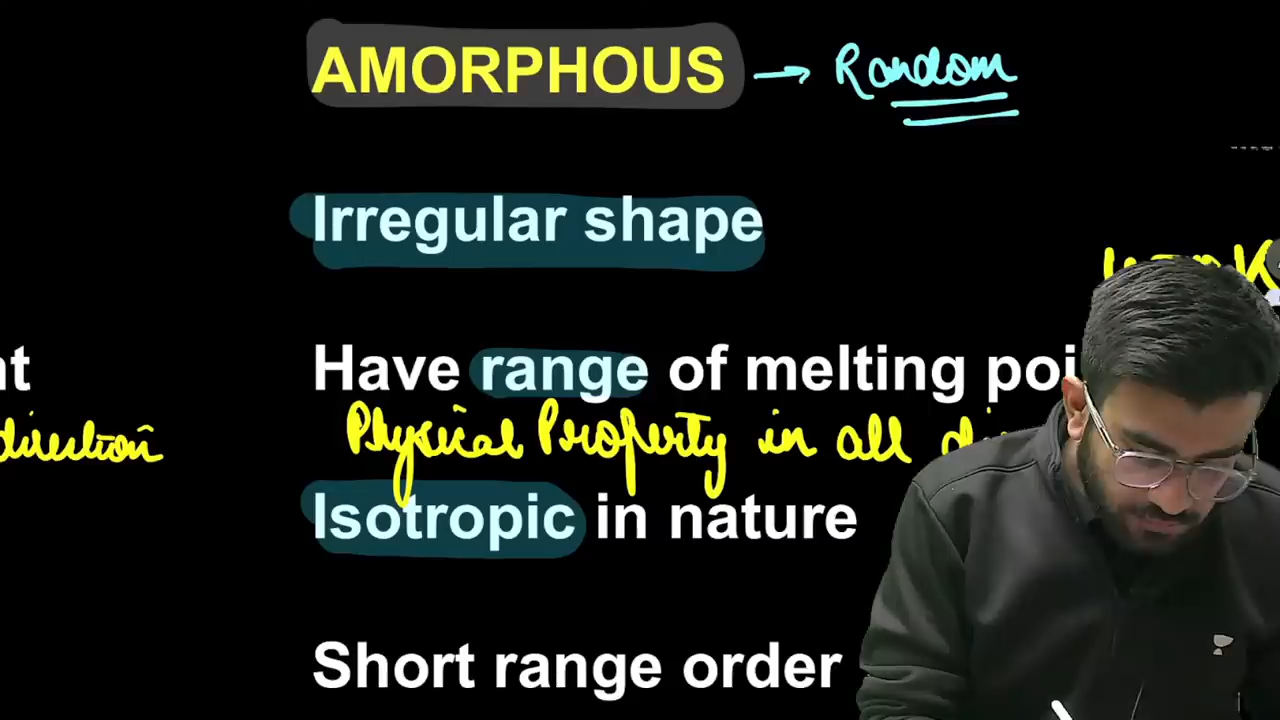 AMORPHOUS → Random
Irregular shape
nt Have range of melting poi
direction Physical Property in all di
Isotropic in nature
Short range order